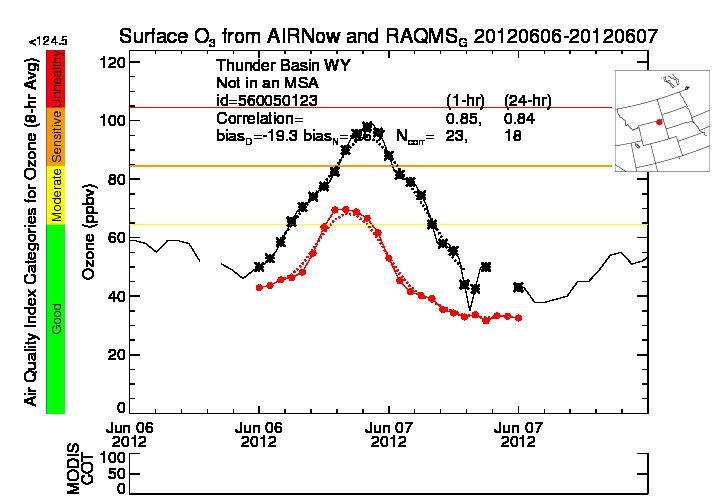 Surface O3 from AIRNow and RAQMSG 20120606-20120607
<124.5
Air Quality Index Categories for Ozone (8-hr Avg)
Good
Moderate
Sensitive
Unhealthy
Ozone (ppbv)
120
100
80
60
40
20
0
Thunder Basin WY
Not in an MSA
id=560050123 (1-hr) (24-hr)
Correlation= 0.85, 0.84
biasD=-19.3 biasN= Ncorr= 23, 18
Jun 06 Jun 06 Jun 07 Jun 07
2012 2012 2012 2012
MODIS
COT
100
50
0